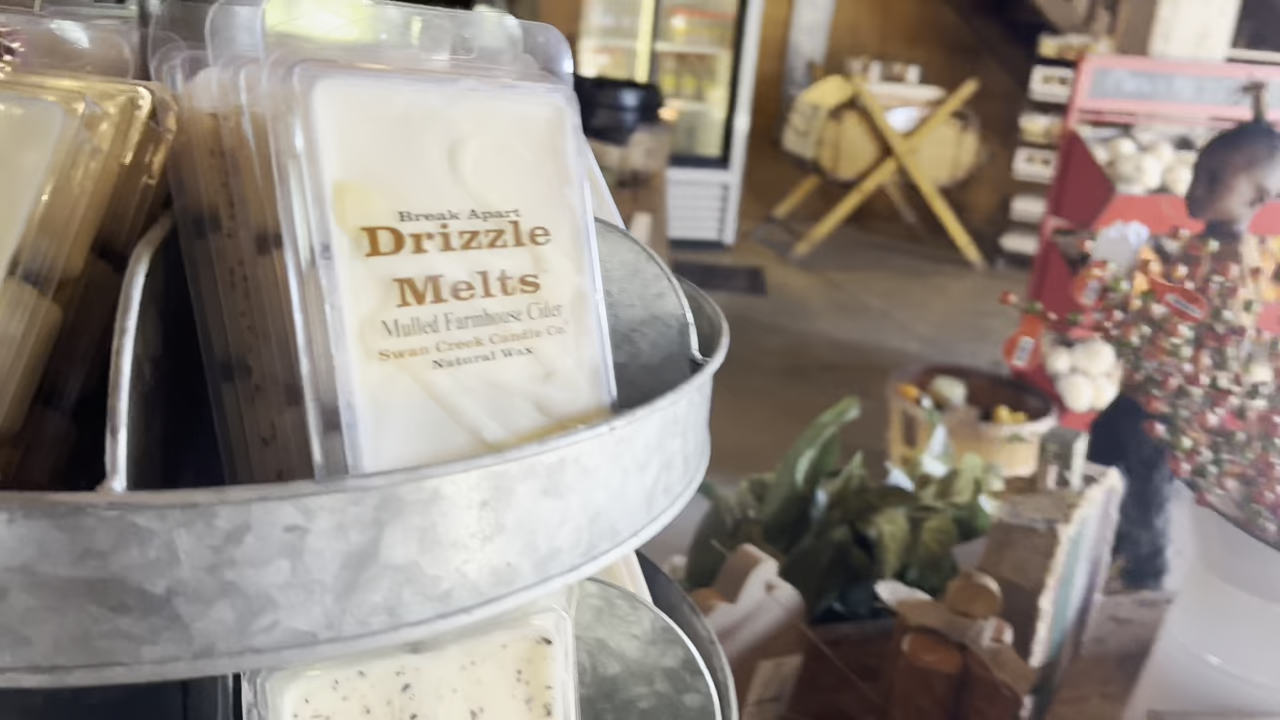 Break Apart
Drizzle
Melts
Mulled Farmhouse Cider
Swan Creek Candle Co.
Natural Wax